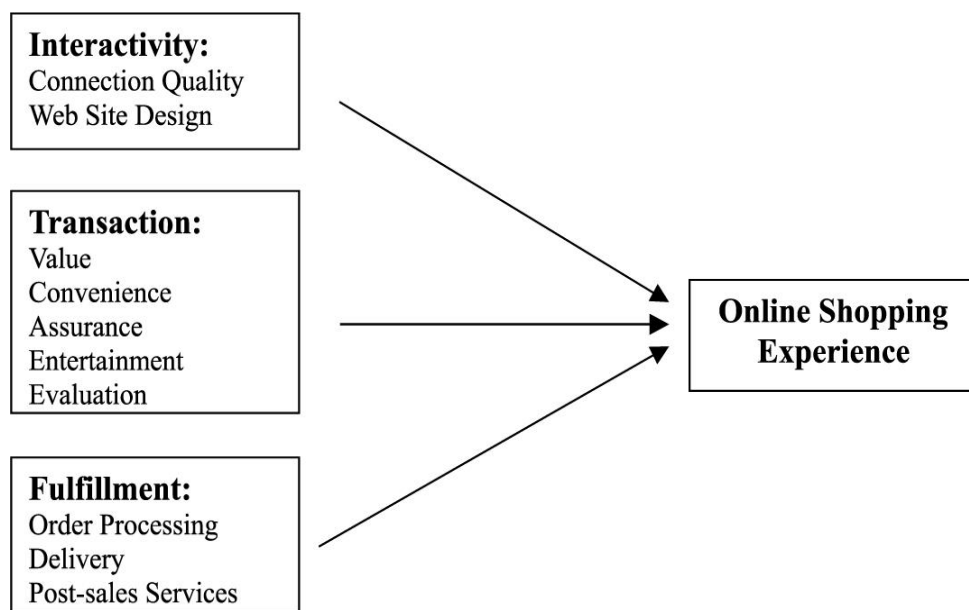 Interactivity:
Connection Quality
Web Site Design
Transaction:
Value
Convenience
Assurance
Entertainment
Evaluation
Fulfillment:
Order Processing
Delivery
Post-sales Services
Online Shopping
Experience